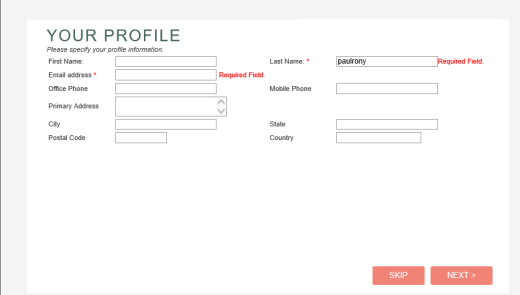 YOUR PROFILE
Please specify your profile information.
First Name: Last Name: * paulrony Required Field.
Email address * Required Field.
Office Phone Mobile Phone
Primary Address
City State
Postal Code Country
SKIP NEXT >